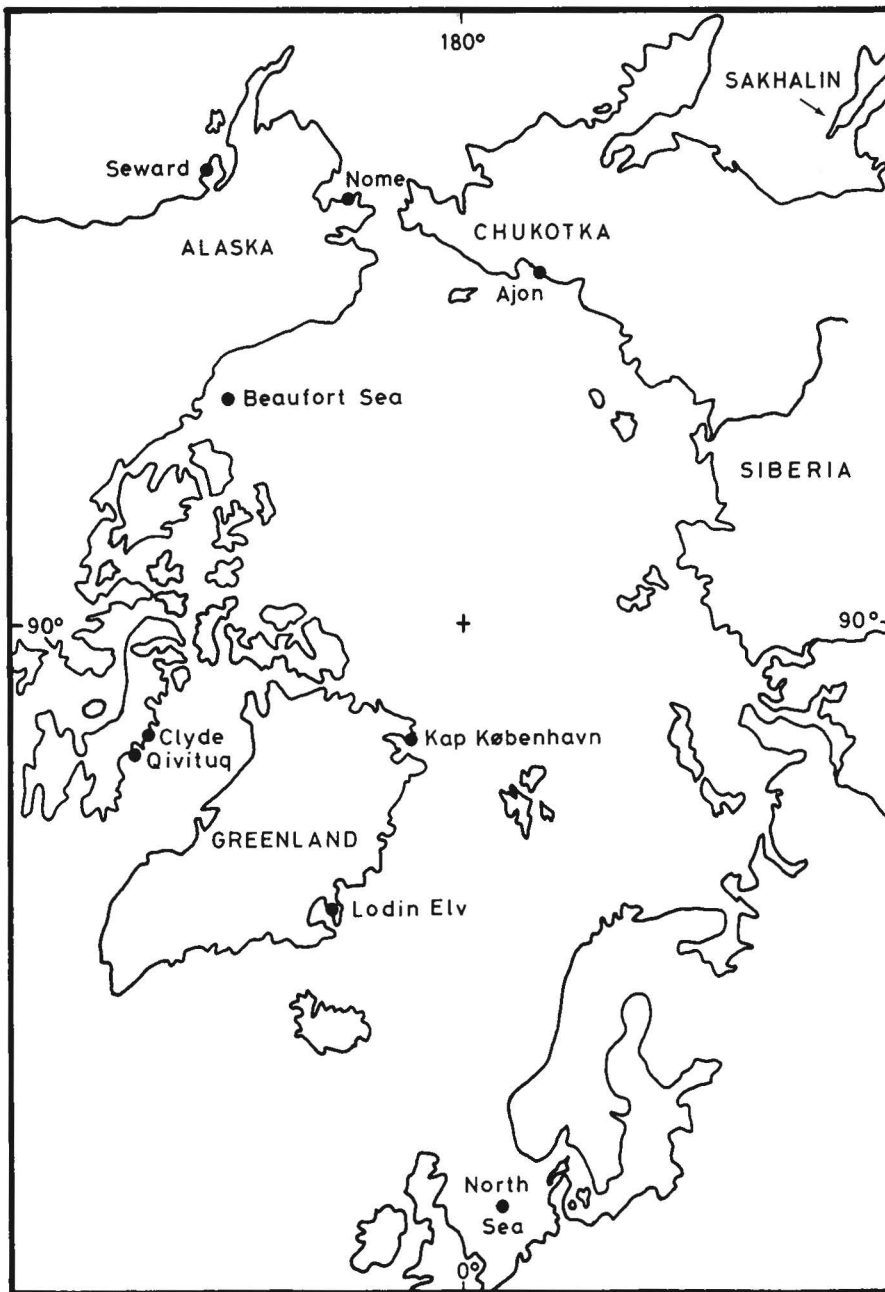 180°
SAKHALIN
Seward
Nome
CHUKOTKA
ALASKA
Ajon
Beaufort Sea
SIBERIA
90°
90°
Clyde
Qivituq
Kap København
GREENLAND
Lodin Elv
North
Sea
0°